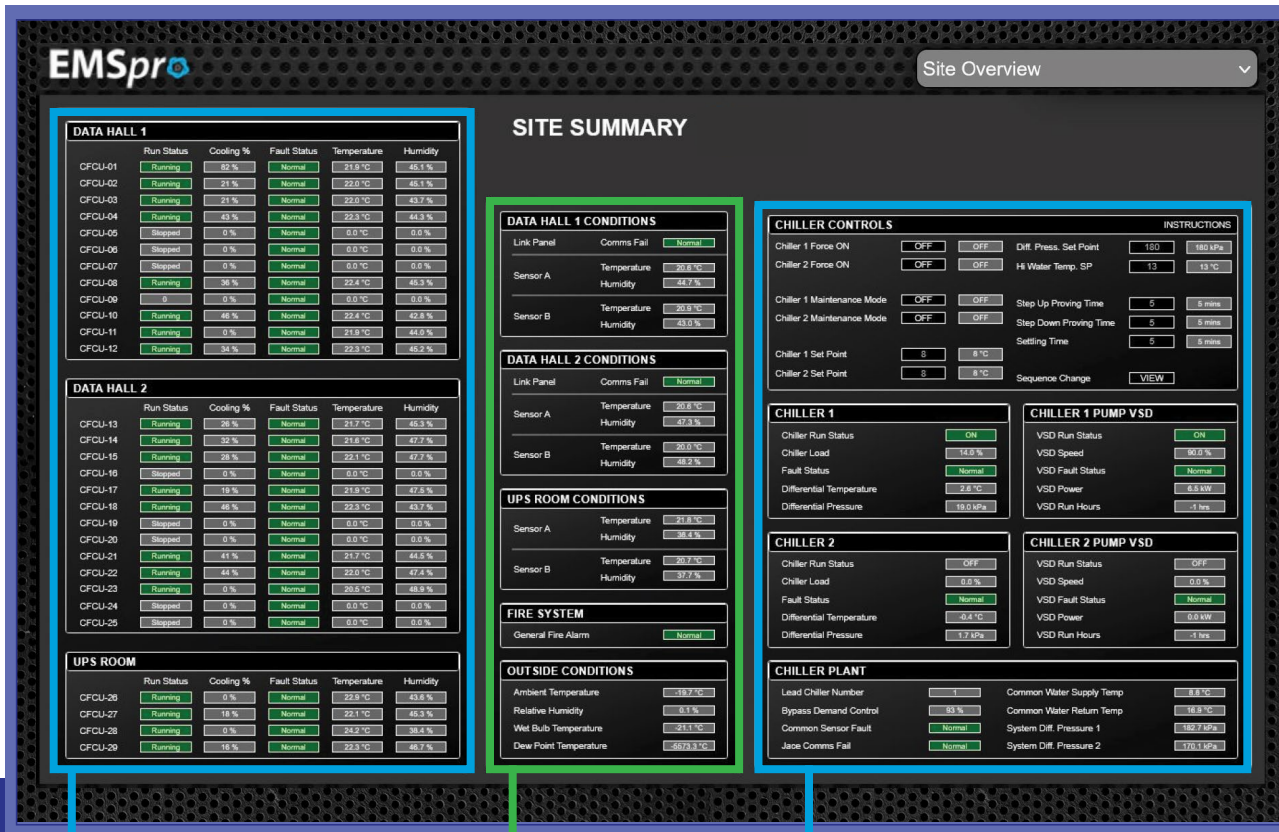 EMSpro
Site Overview
SITE SUMMARY
DATA HALL 1
Run Status Cooling % Fault Status Temperature Humidity
CFCU-01 Running 82 % Normal 21.9 °C 45.1 %
CFCU-02 Running 21 % Normal 22.0 °C 45.1 %
CFCU-03 Running 21 % Normal 22.0 °C 43.7 %
CFCU-04 Running 43 % Normal 22.3 °C 44.3 %
CFCU-05 Stopped 0 % Normal 0.0 °C 0.0 %
CFCU-06 Stopped 0 % Normal 0.0 °C 0.0 %
CFCU-07 Stopped 0 % Normal 0.0 °C 0.0 %
CFCU-08 Running 36 % Normal 22.4 °C 45.3 %
CFCU-09 0 0 % Normal 0.0 °C 0.0 %
CFCU-10 Running 46 % Normal 22.4 °C 42.8 %
CFCU-11 Running 0 % Normal 21.9 °C 44.0 %
CFCU-12 Running 34 % Normal 22.3 °C 45.2 %
DATA HALL 2
Run Status Cooling % Fault Status Temperature Humidity
CFCU-13 Running 26 % Normal 21.7 °C 45.3 %
CFCU-14 Running 32 % Normal 21.6 °C 47.7 %
CFCU-15 Running 28 % Normal 22.1 °C 47.7 %
CFCU-16 Stopped 0 % Normal 0.0 °C 0.0 %
CFCU-17 Running 19 % Normal 21.9 °C 47.5 %
CFCU-18 Running 46 % Normal 22.3 °C 43.7 %
CFCU-19 Stopped 0 % Normal 0.0 °C 0.0 %
CFCU-20 Stopped 0 % Normal 0.0 °C 0.0 %
CFCU-21 Running 41 % Normal 21.7 °C 44.5 %
CFCU-22 Running 44 % Normal 22.0 °C 47.4 %
CFCU-23 Running 0 % Normal 20.5 °C 48.9 %
CFCU-24 Stopped 0 % Normal 0.0 °C 0.0 %
CFCU-25 Stopped 0 % Normal 0.0 °C 0.0 %
UPS ROOM
Run Status Cooling % Fault Status Temperature Humidity
CFCU-26 Running 0 % Normal 22.9 °C 43.6 %
CFCU-27 Running 18 % Normal 22.1 °C 45.3 %
CFCU-28 Running 0 % Normal 24.2 °C 38.4 %
CFCU-29 Running 16 % Normal 22.3 °C 46.7 %
DATA HALL 1 CONDITIONS
Link Panel Comms Fail Normal
Sensor A
Temperature 20.6 °C
Humidity 44.7 %
Sensor B
Temperature 20.9 °C
Humidity 43.0 %
DATA HALL 2 CONDITIONS
Link Panel Comms Fail Normal
Sensor A
Temperature 20.6 °C
Humidity 47.3 %
Sensor B
Temperature 20.0 °C
Humidity 48.2 %
UPS ROOM CONDITIONS
Sensor A
Temperature 21.8 °C
Humidity 38.4 %
Sensor B
Temperature 20.7 °C
Humidity 37.7 %
FIRE SYSTEM
General Fire Alarm Normal
OUTSIDE CONDITIONS
Ambient Temperature -19.7 °C
Relative Humidity 0.1 %
Wet Bulb Temperature -21.1 °C
Dew Point Temperature -5573.3 °C
CHILLER CONTROLS INSTRUCTIONS
Chiller 1 Force ON OFF OFF Diff. Press. Set Point 180 180 kPa
Chiller 2 Force ON OFF OFF Hi Water Temp. SP 13 13 °C
Chiller 1 Maintenance Mode OFF OFF Step Up Proving Time 5 5 mins
Chiller 2 Maintenance Mode OFF OFF Step Down Proving Time 5 5 mins
Settling Time 5 5 mins
Chiller 1 Set Point 8 8 °C
Chiller 2 Set Point 8 8 °C Sequence Change VIEW
CHILLER 1
Chiller Run Status ON
Chiller Load 14.0 %
Fault Status Normal
Differential Temperature 2.6 °C
Differential Pressure 19.0 kPa
CHILLER 1 PUMP VSD
VSD Run Status ON
VSD Speed 90.0 %
VSD Fault Status Normal
VSD Power 6.5 kW
VSD Run Hours -1 hrs
CHILLER 2
Chiller Run Status OFF
Chiller Load 0.0 %
Fault Status Normal
Differential Temperature -0.4 °C
Differential Pressure 1.7 kPa
CHILLER 2 PUMP VSD
VSD Run Status OFF
VSD Speed 0.0 %
VSD Fault Status Normal
VSD Power 0.0 kW
VSD Run Hours -1 hrs
CHILLER PLANT
Lead Chiller Number 1 Common Water Supply Temp 8.8 °C
Bypass Demand Control 93 % Common Water Return Temp 16.9 °C
Common Sensor Fault Normal System Diff. Pressure 1 182.7 kPa
Jace Comms Fail Normal System Diff. Pressure 2 170.1 kPa